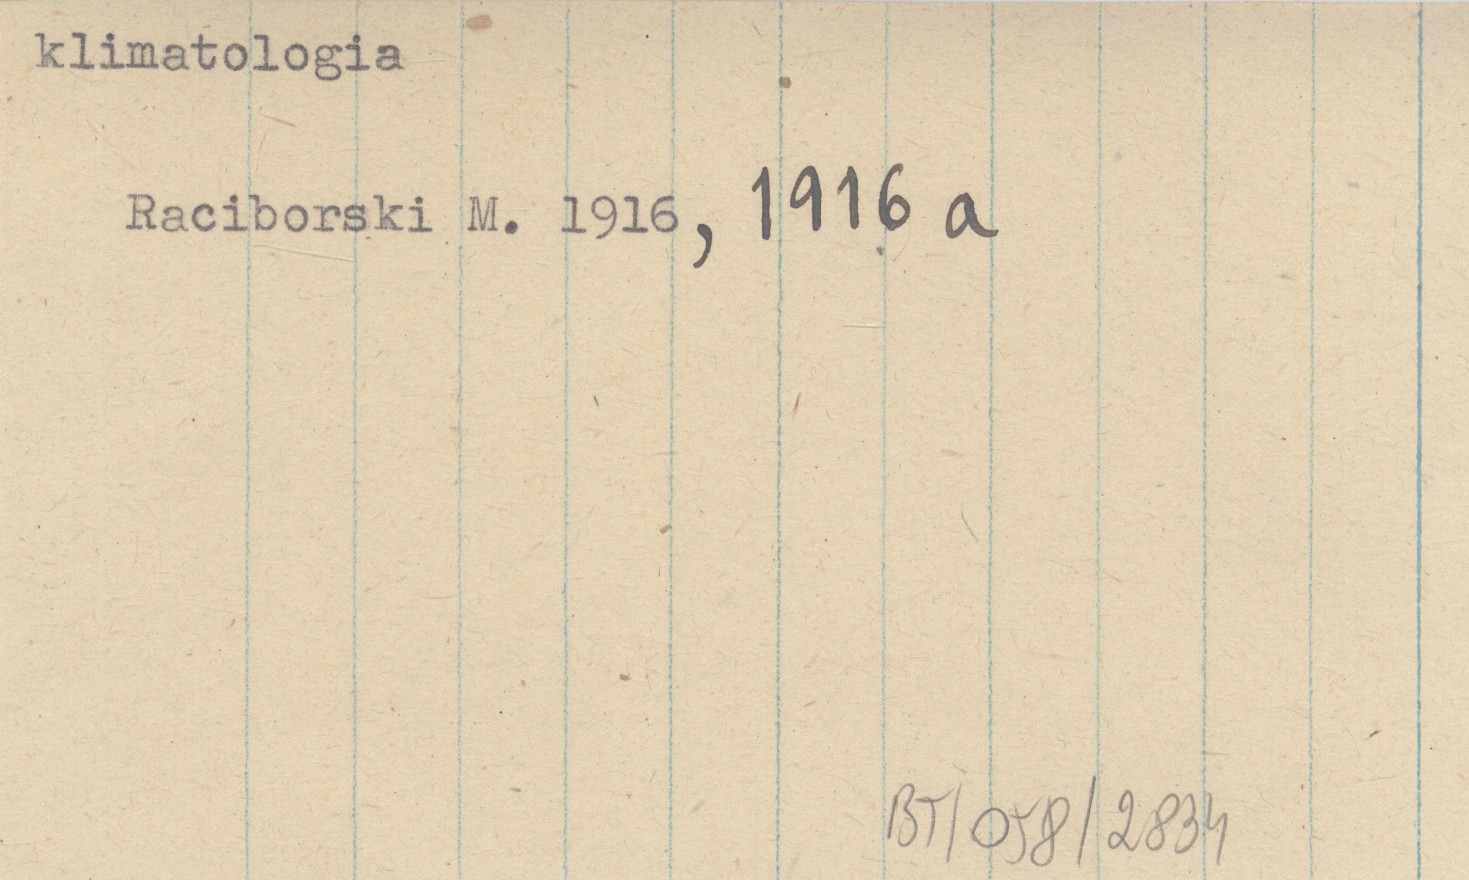 klimatologia
Raciborski M. 1916, 1916 a
BT/058/2834